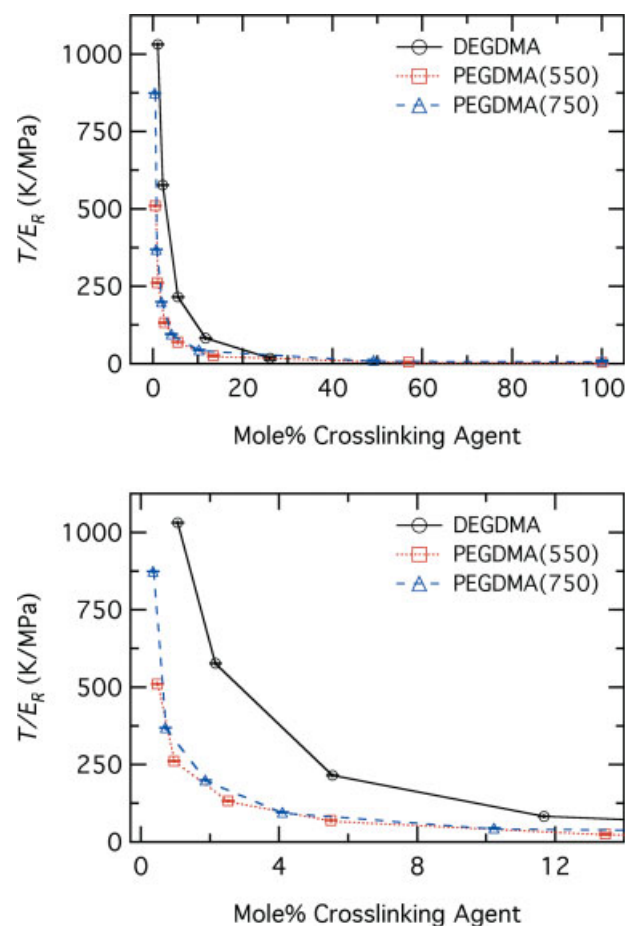 1000
750
500
250
0
T/E_R (K/MPa)
DEGDMA
PEGDMA(550)
PEGDMA(750)
0 20 40 60 80 100
Mole% Crosslinking Agent
1000
750
500
250
0
T/E_R (K/MPa)
DEGDMA
PEGDMA(550)
PEGDMA(750)
0 4 8 12
Mole% Crosslinking Agent